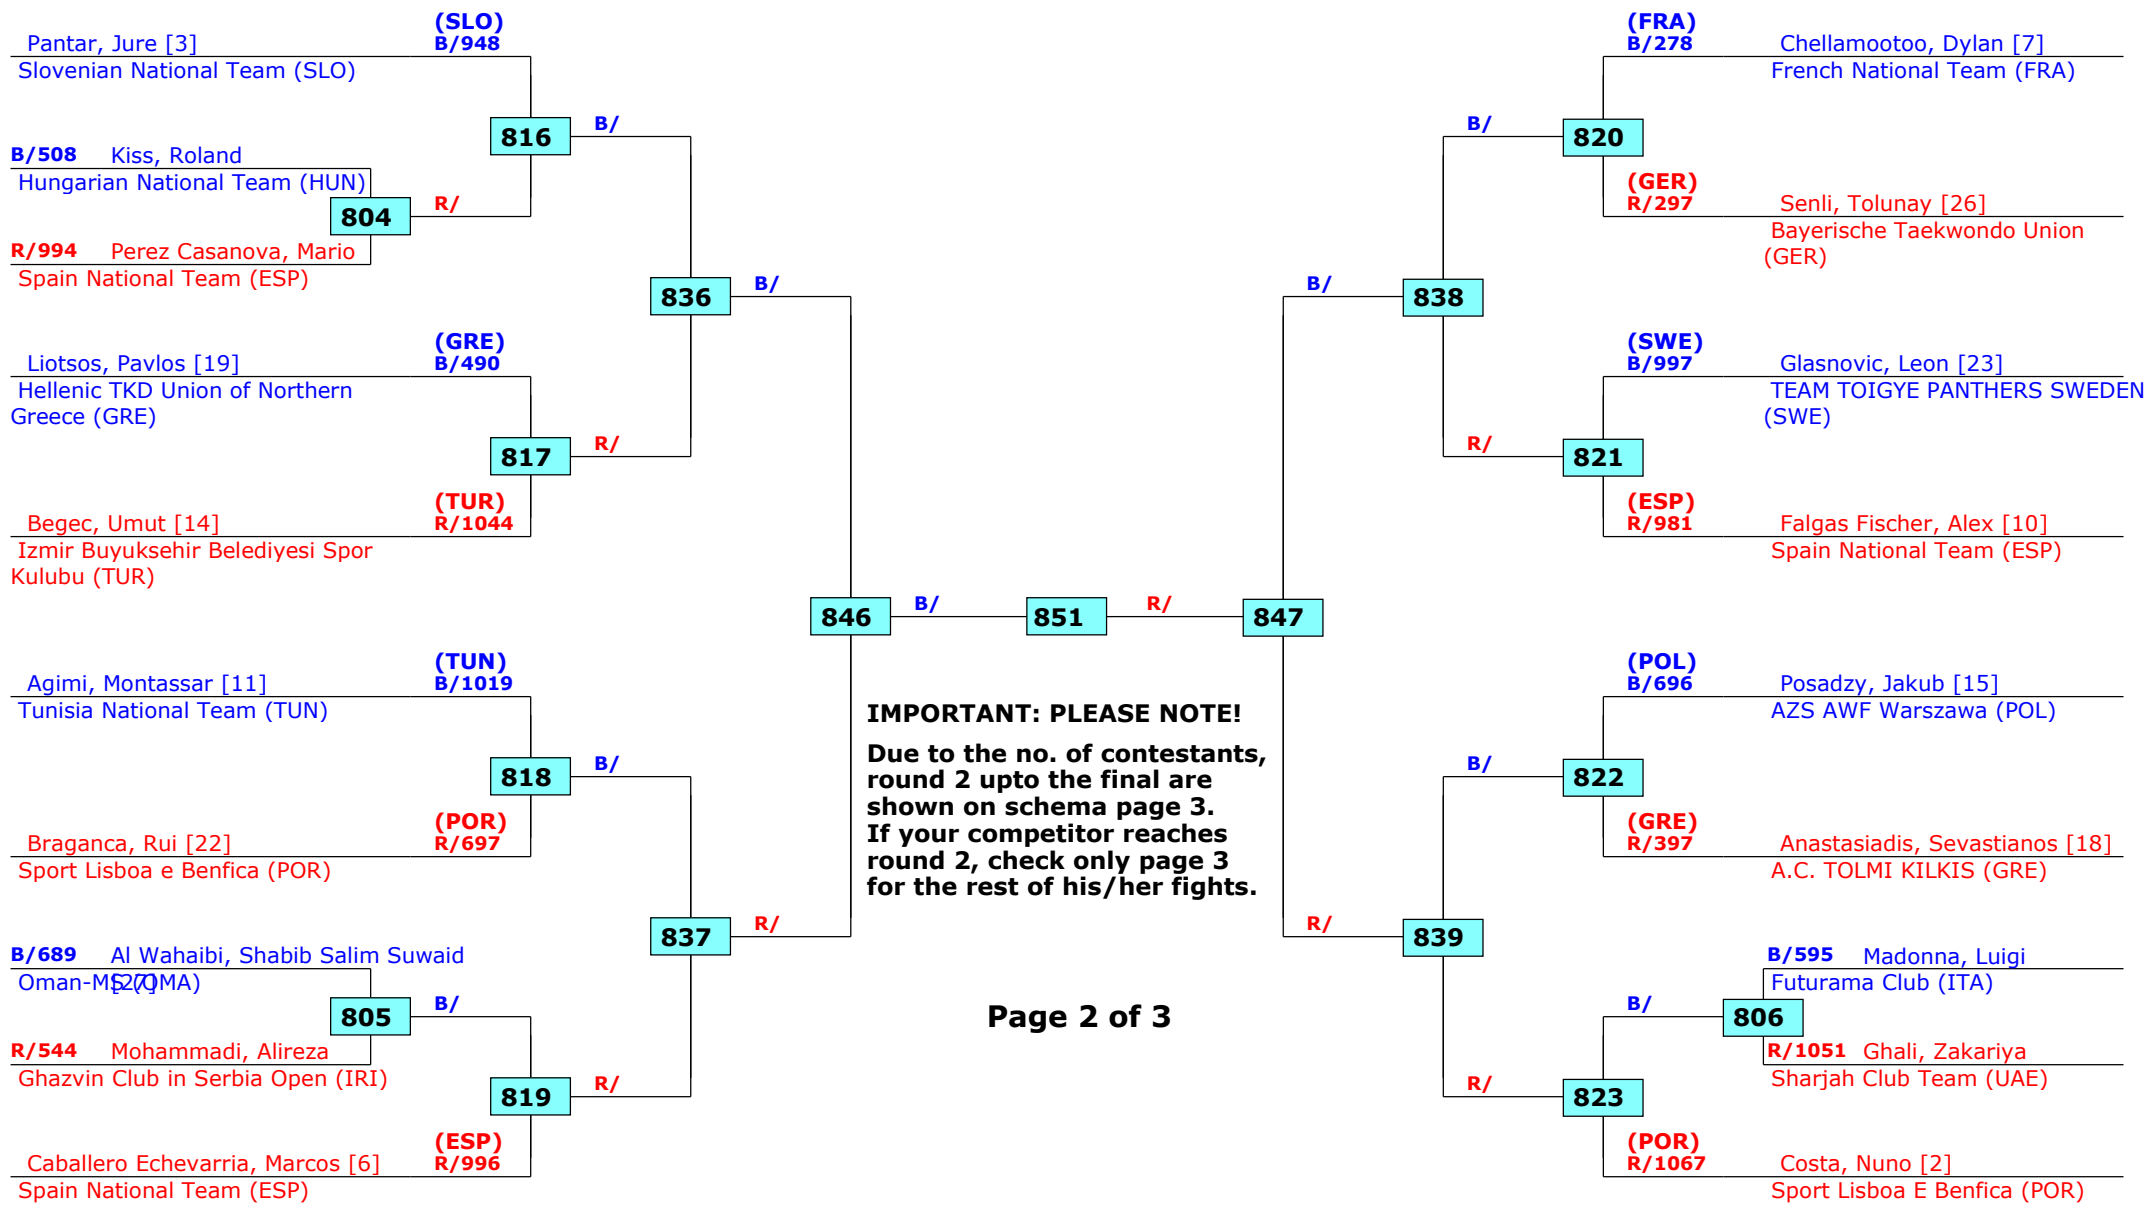 (SLO)
Pantar, Jure [3] B/948
Slovenian National Team (SLO)
816
B/
B/508 Kiss, Roland
Hungarian National Team (HUN)
804
R/
R/994 Perez Casanova, Mario
Spain National Team (ESP)
836
B/
(GRE)
Liotsos, Pavlos [19] B/490
Hellenic TKD Union of Northern
Greece (GRE)
817
R/
(TUR)
Begec, Umut [14] R/1044
Izmir Buyuksehir Belediyesi Spor
Kulubu (TUR)
846
B/
851
R/
847
(TUN)
Agimi, Montassar [11] B/1019
Tunisia National Team (TUN)
818
B/
(POR)
Braganca, Rui [22] R/697
Sport Lisboa e Benfica (POR)
837
R/
B/689 Al Wahaibi, Shabib Salim Suwaid
Oman-MS (OMA)
[27]
805
B/
R/544 Mohammadi, Alireza
Ghazvin Club in Serbia Open (IRI)
819
R/
(ESP)
Caballero Echevarria, Marcos [6] R/996
Spain National Team (ESP)
IMPORTANT: PLEASE NOTE!
Due to the no. of contestants,
round 2 upto the final are
shown on schema page 3.
If your competitor reaches
round 2, check only page 3
for the rest of his/her fights.
Page 2 of 3
(FRA)
B/278 Chellamootoo, Dylan [7]
French National Team (FRA)
B/
820
(GER)
R/297 Senli, Tolunay [26]
Bayerische Taekwondo Union
(GER)
B/
838
(SWE)
B/997 Glasnovic, Leon [23]
TEAM TOIGYE PANTHERS SWEDEN
(SWE)
R/
821
(ESP)
R/981 Falgas Fischer, Alex [10]
Spain National Team (ESP)
(POL)
B/696 Posadzy, Jakub [15]
AZS AWF Warszawa (POL)
B/
822
(GRE)
R/397 Anastasiadis, Sevastianos [18]
A.C. TOLMI KILKIS (GRE)
R/
839
B/595 Madonna, Luigi
Futurama Club (ITA)
B/
806
R/1051 Ghali, Zakariya
Sharjah Club Team (UAE)
R/
823
(POR)
R/1067 Costa, Nuno [2]
Sport Lisboa E Benfica (POR)